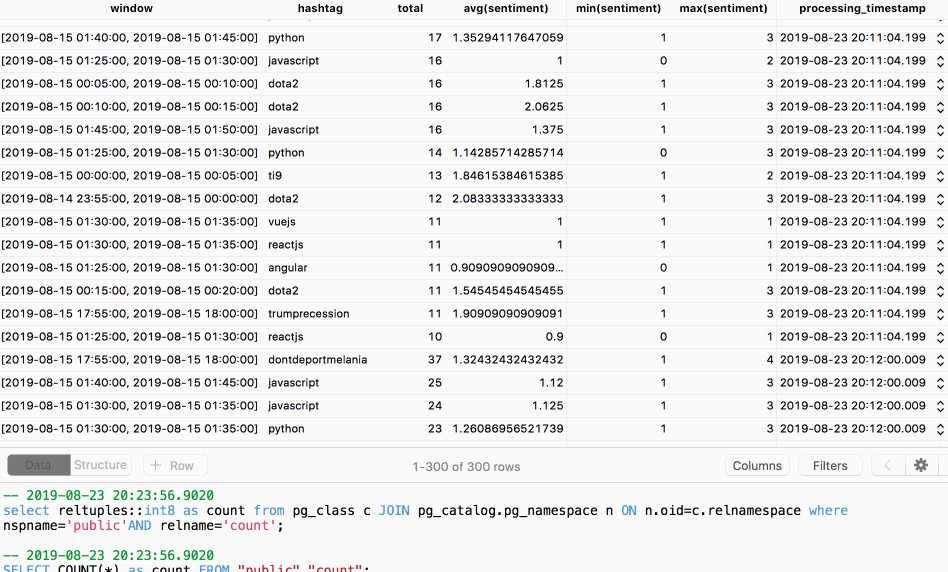 window hashtag total avg(sentiment) min(sentiment) max(sentiment) processing_timestamp
[2019-08-15 01:40:00, 2019-08-15 01:45:00] python 17 1.35294117647059 1 3 2019-08-23 20:11:04.199
[2019-08-15 01:25:00, 2019-08-15 01:30:00] javascript 16 1 0 2 2019-08-23 20:11:04.199
[2019-08-15 00:05:00, 2019-08-15 00:10:00] dota2 16 1.8125 1 3 2019-08-23 20:11:04.199
[2019-08-15 00:10:00, 2019-08-15 00:15:00] dota2 16 2.0625 1 3 2019-08-23 20:11:04.199
[2019-08-15 01:45:00, 2019-08-15 01:50:00] javascript 16 1.375 1 3 2019-08-23 20:11:04.199
[2019-08-15 01:25:00, 2019-08-15 01:30:00] python 14 1.14285714285714 0 3 2019-08-23 20:11:04.199
[2019-08-15 00:00:00, 2019-08-15 00:05:00] ti9 13 1.84615384615385 1 2 2019-08-23 20:11:04.199
[2019-08-14 23:55:00, 2019-08-15 00:00:00] dota2 12 2.08333333333333 1 3 2019-08-23 20:11:04.199
[2019-08-15 01:30:00, 2019-08-15 01:35:00] vuejs 11 1 1 1 2019-08-23 20:11:04.199
[2019-08-15 01:30:00, 2019-08-15 01:35:00] reactjs 11 1 1 1 2019-08-23 20:11:04.199
[2019-08-15 01:25:00, 2019-08-15 01:30:00] angular 11 0.9090909090909... 0 1 2019-08-23 20:11:04.199
[2019-08-15 00:15:00, 2019-08-15 00:20:00] dota2 11 1.54545454545455 1 3 2019-08-23 20:11:04.199
[2019-08-15 17:55:00, 2019-08-15 18:00:00] trumprecession 11 1.90909090909091 1 3 2019-08-23 20:11:04.199
[2019-08-15 01:25:00, 2019-08-15 01:30:00] reactjs 10 0.9 0 1 2019-08-23 20:11:04.199
[2019-08-15 17:55:00, 2019-08-15 18:00:00] dontdeportmelania 37 1.32432432432432 1 4 2019-08-23 20:12:00.009
[2019-08-15 01:40:00, 2019-08-15 01:45:00] javascript 25 1.12 1 3 2019-08-23 20:12:00.009
[2019-08-15 01:30:00, 2019-08-15 01:35:00] javascript 24 1.125 1 3 2019-08-23 20:12:00.009
[2019-08-15 01:30:00, 2019-08-15 01:35:00] python 23 1.26086956521739 1 3 2019-08-23 20:12:00.009
Data Structure + Row 1-300 of 300 rows Columns Filters
-- 2019-08-23 20:23:56.9020
select reltuples::int8 as count from pg_class c JOIN pg_catalog.pg_namespace n ON n.oid=c.relnamespace where
nspname='public'AND relname='count';
-- 2019-08-23 20:23:56.9020
SELECT COUNT(*) as count FROM "public"."count";